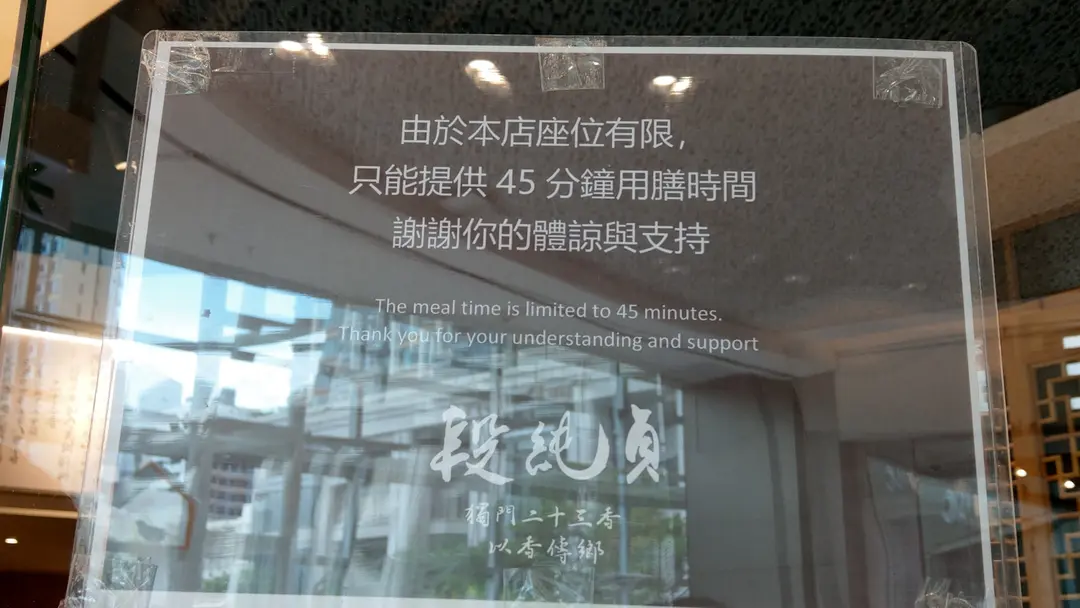 由於本店座位有限，
只能提供 45 分鐘用膳時間
謝謝你的體諒與支持
The meal time is limited to 45 minutes.
Thank you for your understanding and support
段純貞
獨門二十三香
以香傳鄉